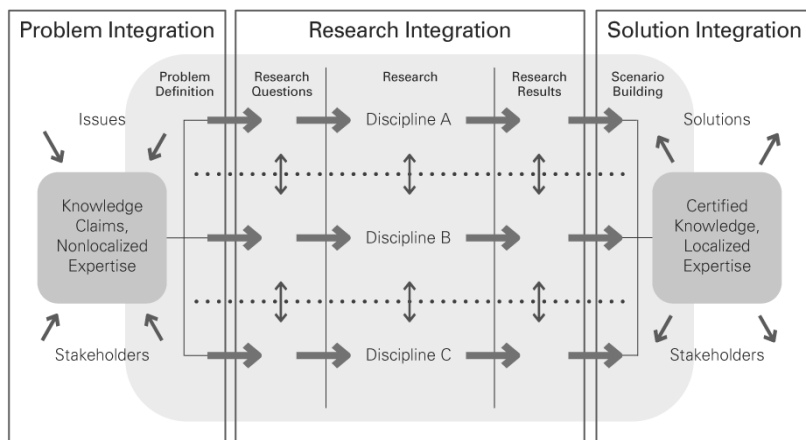 Problem Integration
Research Integration
Solution Integration
Problem
Definition
Research
Questions
Research
Research
Results
Scenario
Building
Issues
Discipline A
Solutions
Knowledge
Claims,
Nonlocalized
Expertise
Discipline B
Certified
Knowledge,
Localized
Expertise
Stakeholders
Discipline C
Stakeholders